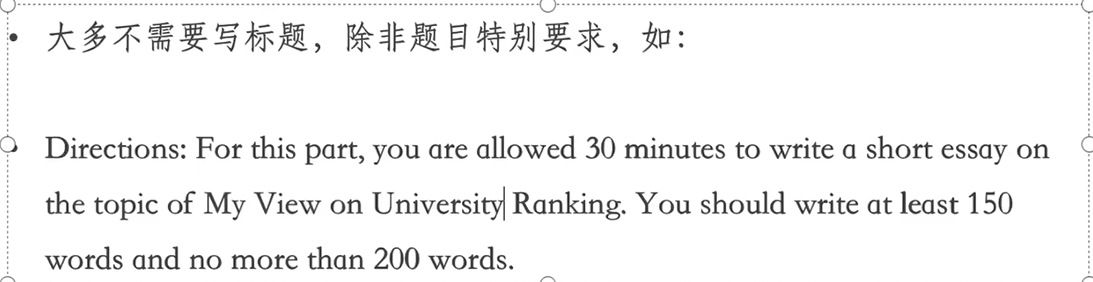 • 大多不需要写标题，除非题目特别要求，如：
• Directions: For this part, you are allowed 30 minutes to write a short essay on
the topic of My View on University Ranking. You should write at least 150
words and no more than 200 words.